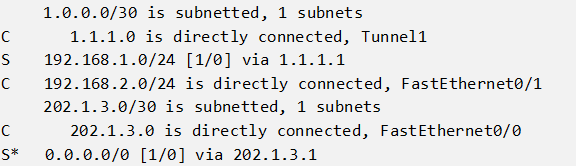 1.0.0.0/30 is subnetted, 1 subnets
C 1.1.1.0 is directly connected, Tunnel1
S 192.168.1.0/24 [1/0] via 1.1.1.1
C 192.168.2.0/24 is directly connected, FastEthernet0/1
202.1.3.0/30 is subnetted, 1 subnets
C 202.1.3.0 is directly connected, FastEthernet0/0
S* 0.0.0.0/0 [1/0] via 202.1.3.1